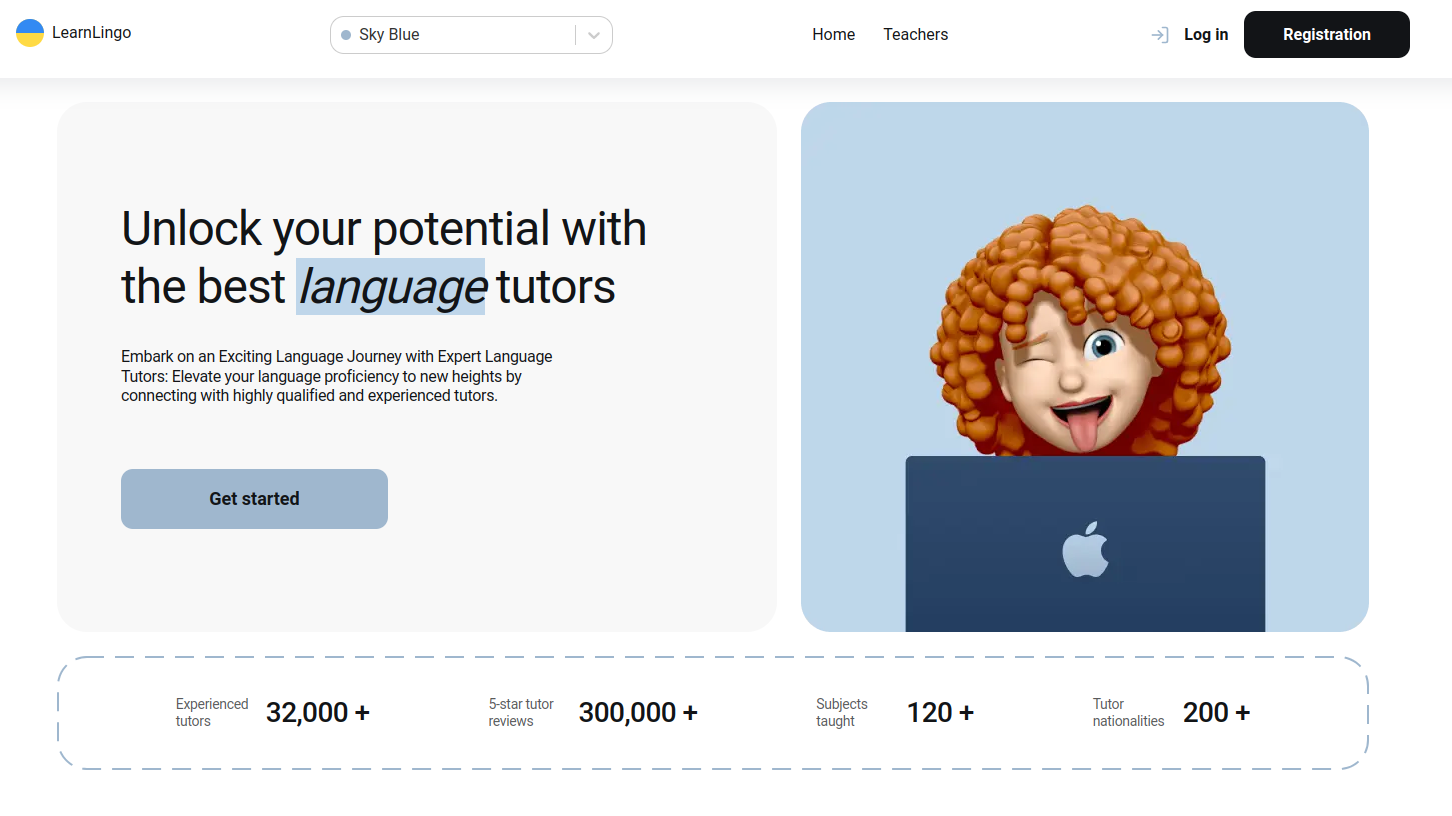 LearnLingo
Sky Blue
Home
Teachers
Log in
Registration
Unlock your potential with
the best language tutors
Embark on an Exciting Language Journey with Expert Language
Tutors: Elevate your language proficiency to new heights by
connecting with highly qualified and experienced tutors.
Get started
Experienced
tutors
32,000 +
5-star tutor
reviews
300,000 +
Subjects
taught
120 +
Tutor
nationalities
200 +